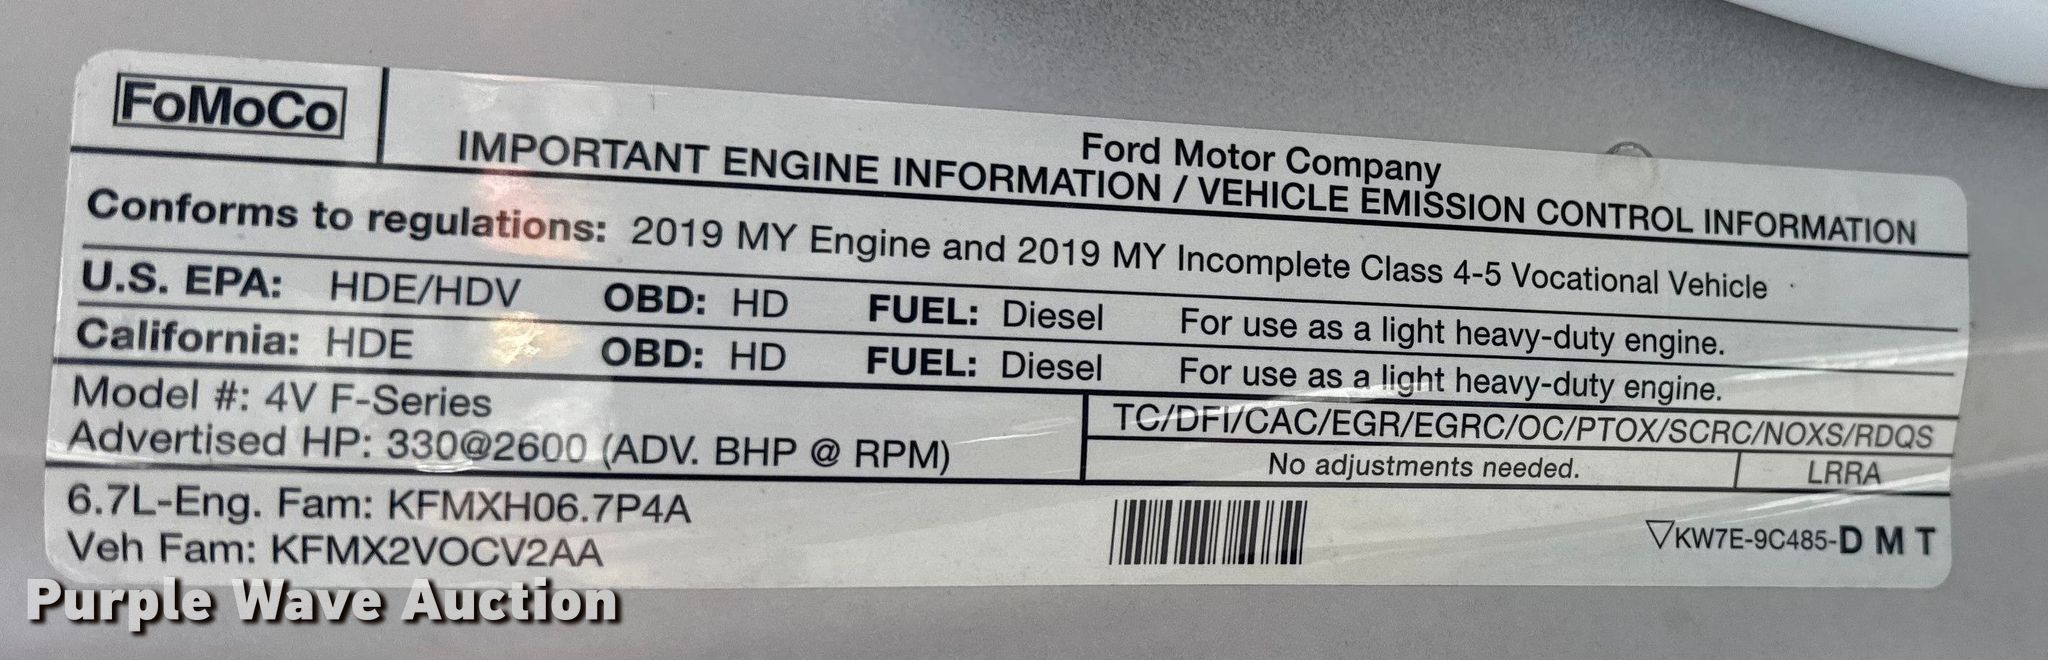 FoMoCo
Ford Motor Company
IMPORTANT ENGINE INFORMATION / VEHICLE EMISSION CONTROL INFORMATION
Conforms to regulations: 2019 MY Engine and 2019 MY Incomplete Class 4-5 Vocational Vehicle
U.S. EPA: HDE/HDV OBD: HD FUEL: Diesel For use as a light heavy-duty engine.
California: HDE OBD: HD FUEL: Diesel For use as a light heavy-duty engine.
Model #: 4V F-Series
Advertised HP: 330@2600 (ADV. BHP @ RPM)
TC/DFI/CAC/EGR/EGRC/OC/PTOX/SCRC/NOXS/RDQS
No adjustments needed. LRRA
6.7L-Eng. Fam: KFMXH06.7P4A
Veh Fam: KFMX2VOCV2AA
▽KW7E-9C485-D M T
Purple Wave Auction